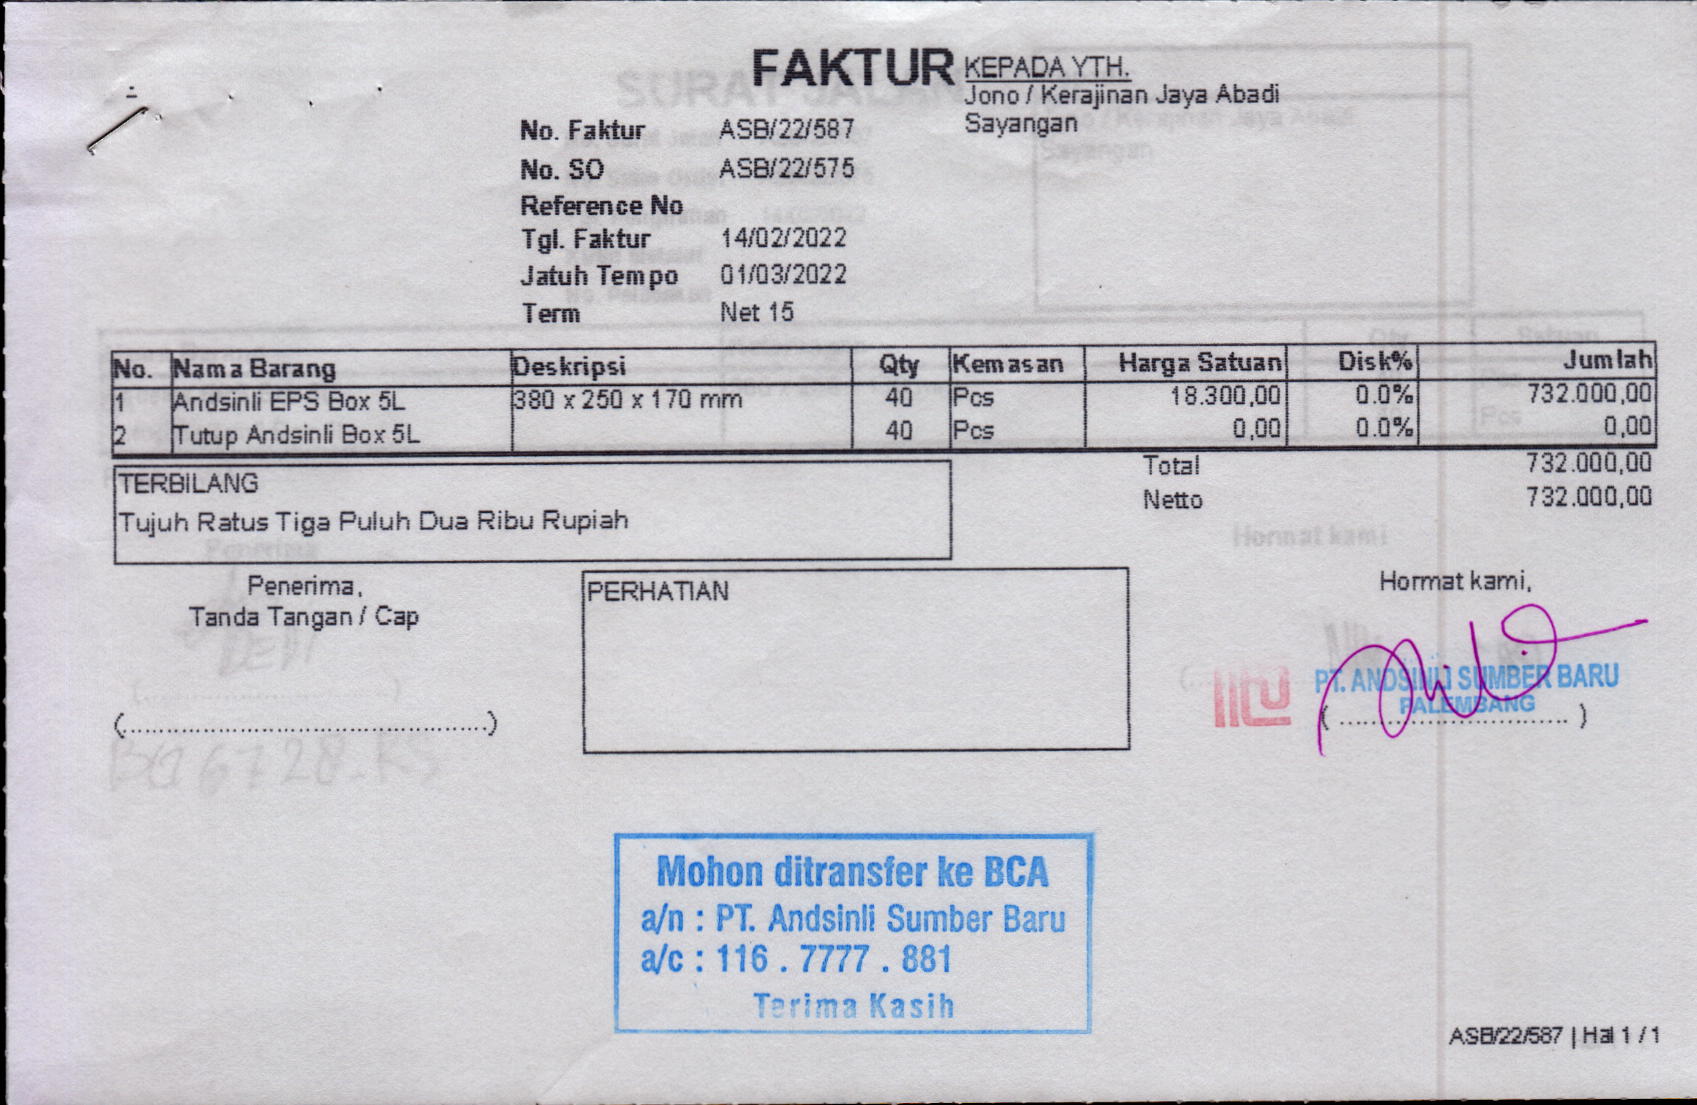 FAKTUR
KEPADA YTH.
Jono / Kerajinan Jaya Abadi
Sayangan
No. Faktur ASB/22/587
No. SO ASB/22/575
Reference No
Tgl. Faktur 14/02/2022
Jatuh Tempo 01/03/2022
Term Net 15
No. Nama Barang Deskripsi Qty Kemasan Harga Satuan Disk% Jumlah
1 Andsinli EPS Box 5L 380 x 250 x 170 mm 40 Pcs 18.300,00 0.0% 732.000,00
2 Tutup Andsinli Box 5L 40 Pcs 0,00 0.0% 0,00
Total 732.000,00
Netto 732.000,00
TERBILANG
Tujuh Ratus Tiga Puluh Dua Ribu Rupiah
Penerima,
Tanda Tangan / Cap
(................................................)
PERHATIAN
Hormat kami,
PT. ANDSINLI SUMBER BARU
PALEMBANG
( ............................... )
Mohon ditransfer ke BCA
a/n : PT. Andsinli Sumber Baru
a/c : 116 . 7777 . 881
Terima Kasih
ASB/22/587 | Hal 1 / 1